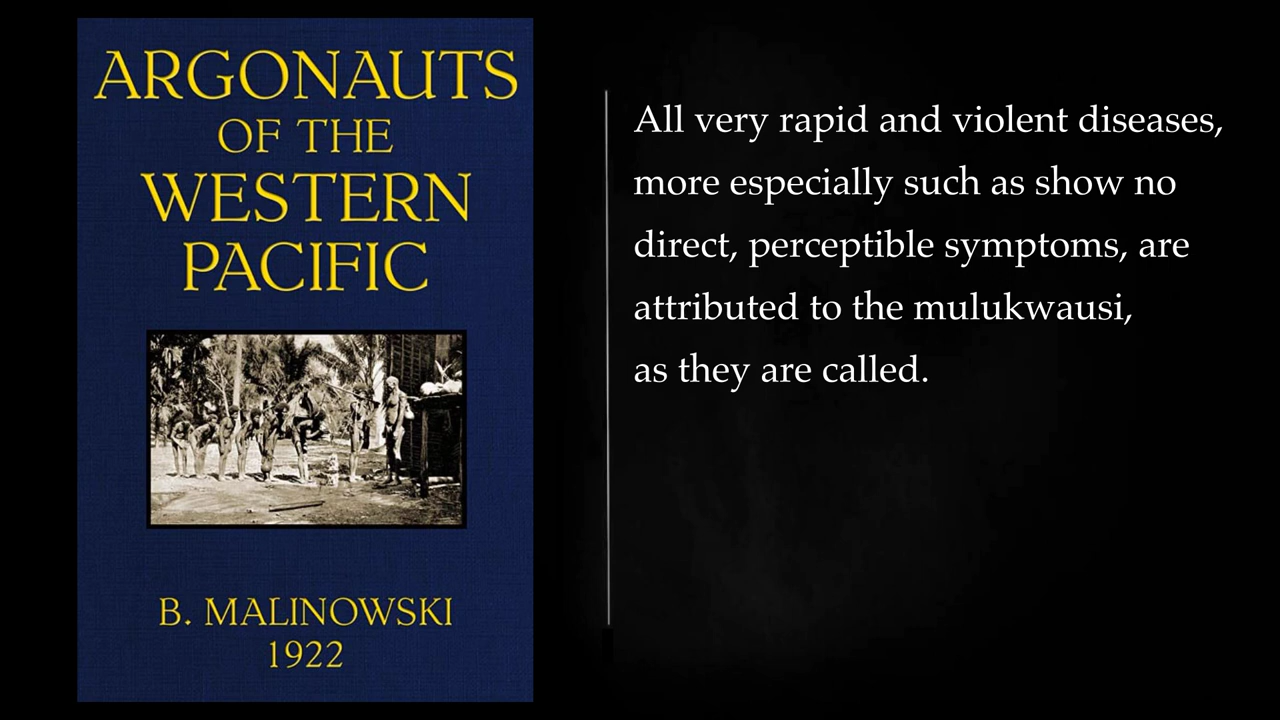 ARGONAUTS
OF THE
WESTERN
PACIFIC
B. MALINOWSKI
1922
All very rapid and violent diseases,
more especially such as show no
direct, perceptible symptoms, are
attributed to the mulukwausi,
as they are called.